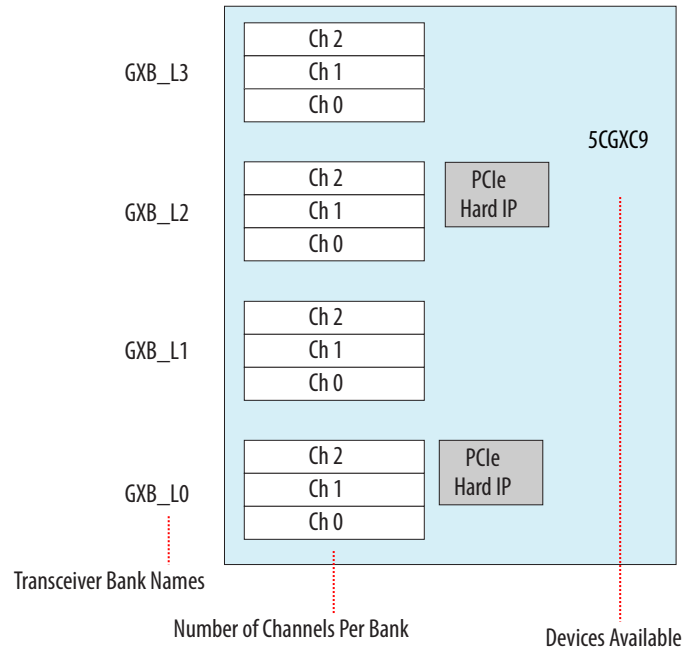 GXB_L3
Ch 2
Ch 1
Ch 0
5CGXC9
GXB_L2
Ch 2
Ch 1
Ch 0
PCIe
Hard IP
GXB_L1
Ch 2
Ch 1
Ch 0
GXB_L0
Ch 2
Ch 1
Ch 0
PCIe
Hard IP
Transceiver Bank Names
Number of Channels Per Bank
Devices Available